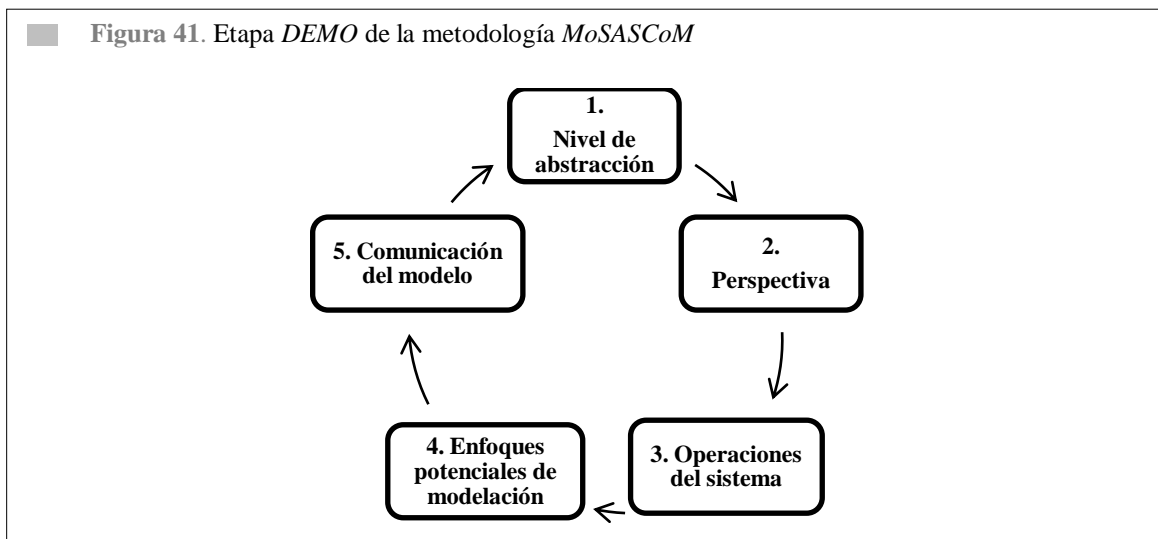 Figura 41. Etapa DEMO de la metodología MoSASCoM
1.
Nivel de
abstracción
2.
Perspectiva
3. Operaciones
del sistema
4. Enfoques
potenciales de
modelación
5. Comunicación
del modelo